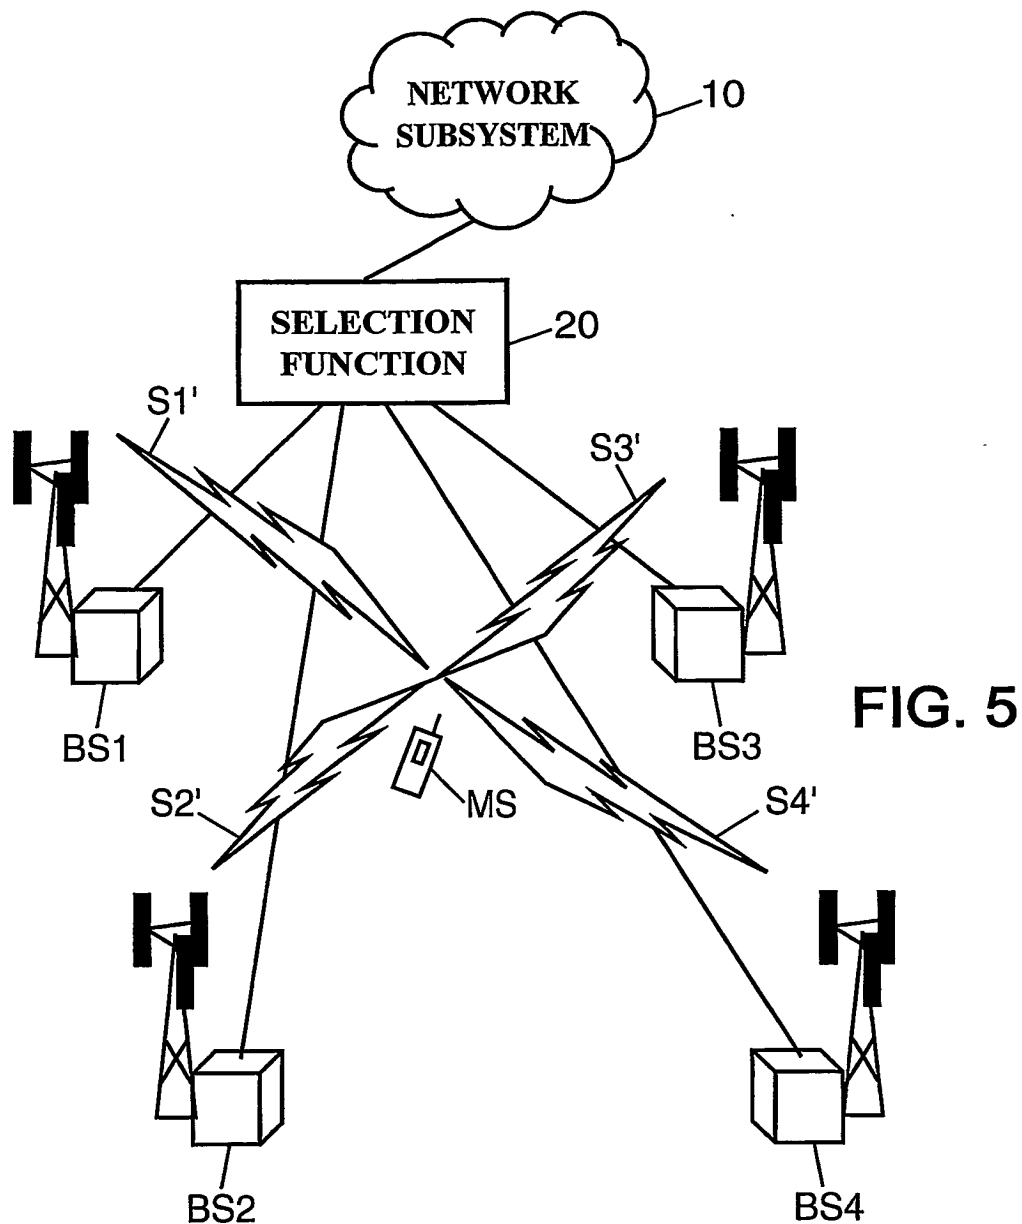 NETWORK
SUBSYSTEM
10
SELECTION
FUNCTION
20
S1'
S3'
BS1
BS3
FIG. 5
S2'
MS
S4'
BS2
BS4